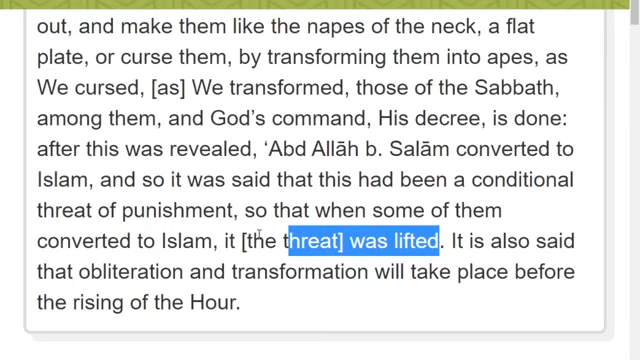 out, and make them like the napes of the neck, a flat
plate, or curse them, by transforming them into apes, as
We cursed, [as] We transformed, those of the Sabbath,
among them, and God’s command, His decree, is done:
after this was revealed, ‘Abd Allāh b. Salām converted to
Islam, and so it was said that this had been a conditional
threat of punishment, so that when some of them
converted to Islam, it [the threat] was lifted. It is also said
that obliteration and transformation will take place before
the rising of the Hour.